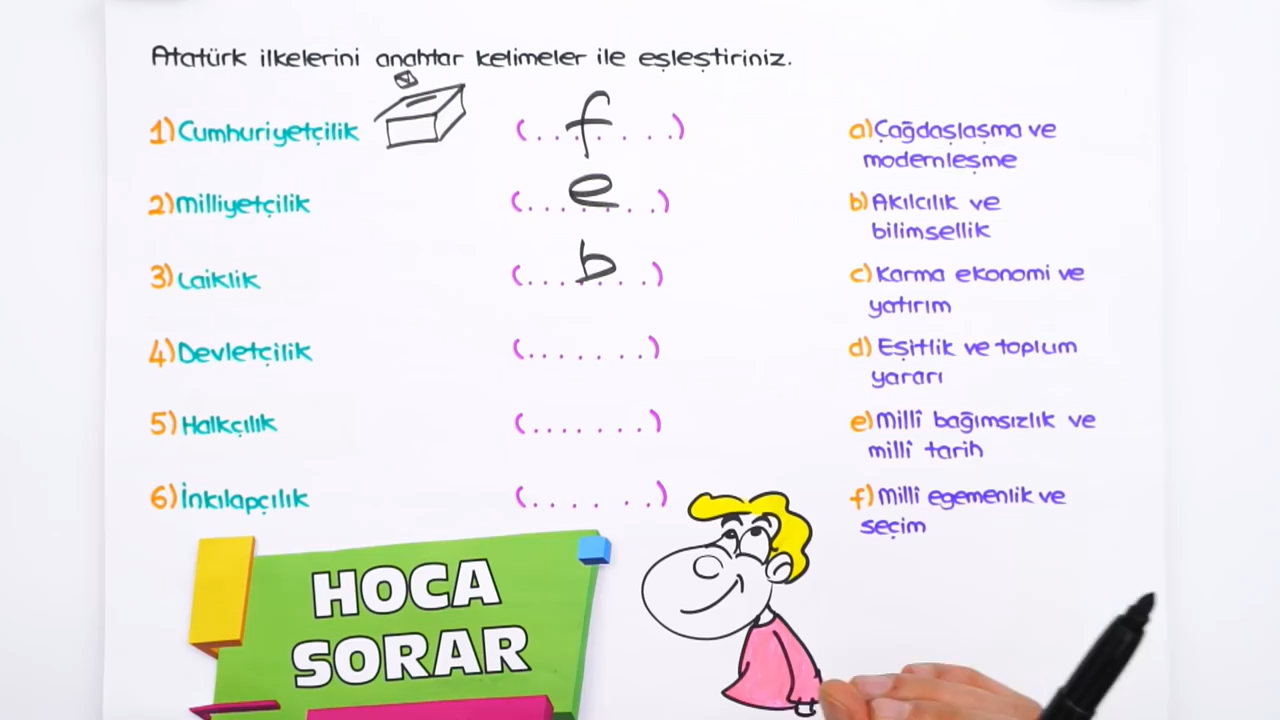 Atatürk ilkelerini anahtar kelimeler ile eşleştiriniz.
1) Cumhuriyetçilik (....f....)
2) Milliyetçilik (....e....)
3) Laiklik (....b....)
4) Devletçilik (.......)
5) Halkçılık (.......)
6) İnkılapçılık (.... ..)
a) Çağdaşlaşma ve
modernleşme
b) Akılcılık ve
bilimsellik
c) Karma ekonomi ve
yatırım
d) Eşitlik ve toplum
yararı
e) Millî bağımsızlık ve
millî tarih
f) Millî egemenlik ve
seçim
HOCA
SORAR